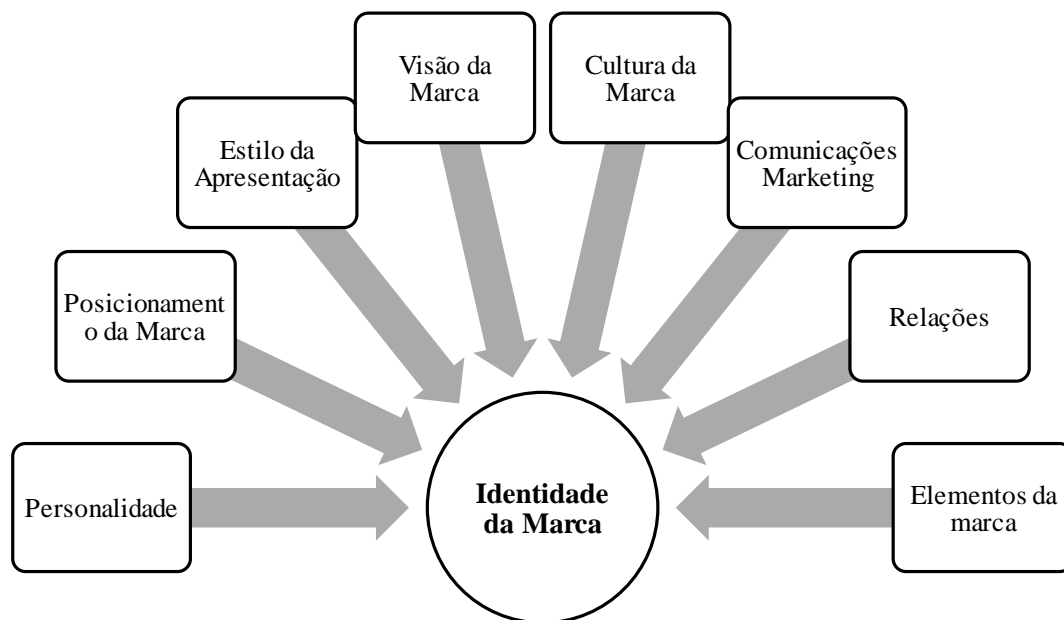 Visão da
Marca
Cultura da
Marca
Estilo da
Apresentação
Comunicações
Marketing
Posicionament
o da Marca
Relações
Personalidade
Identidade
da Marca
Elementos da
marca